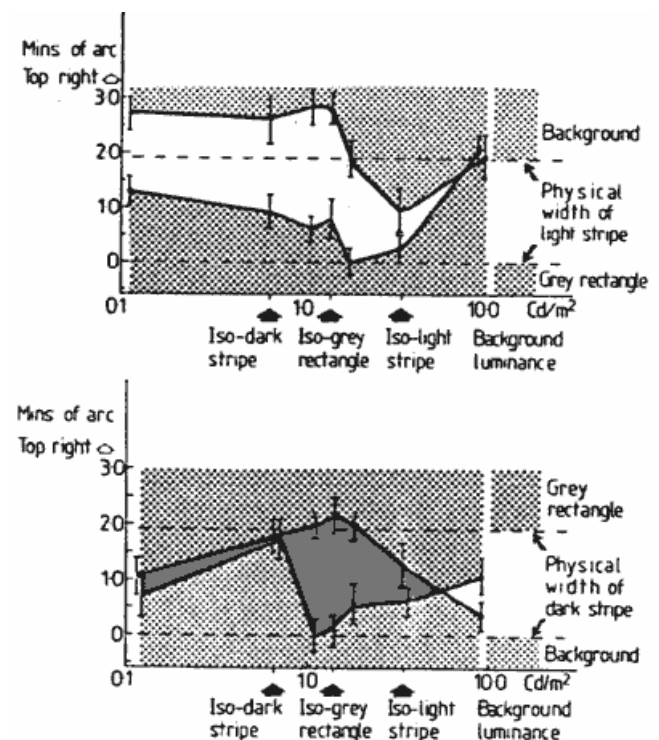 Mins of arc
Top right
30
20
10
0
01
10
100 Cd/m²
Background
Physical
width of
light stripe
Grey rectangle
Iso-dark
stripe
Iso-grey
rectangle
Iso-light
stripe
Background
luminance
Mins of arc
Top right
30
20
10
0
01
10
100 Cd/m²
Grey
rectangle
Physical
width of
dark stripe
Background
Iso-dark
stripe
Iso-grey
rectangle
Iso-light
stripe
Background
luminance